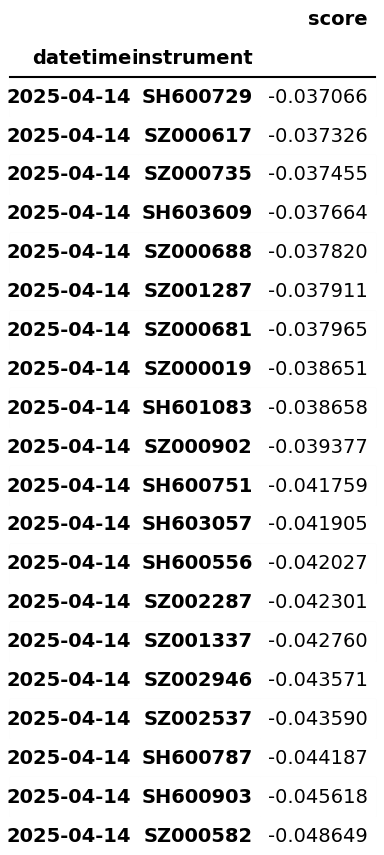 score
datetime instrument
2025-04-14 SH600729 -0.037066
2025-04-14 SZ000617 -0.037326
2025-04-14 SZ000735 -0.037455
2025-04-14 SH603609 -0.037664
2025-04-14 SZ000688 -0.037820
2025-04-14 SZ001287 -0.037911
2025-04-14 SZ000681 -0.037965
2025-04-14 SZ000019 -0.038651
2025-04-14 SH601083 -0.038658
2025-04-14 SZ000902 -0.039377
2025-04-14 SH600751 -0.041759
2025-04-14 SH603057 -0.041905
2025-04-14 SH600556 -0.042027
2025-04-14 SZ002287 -0.042301
2025-04-14 SZ001337 -0.042760
2025-04-14 SZ002946 -0.043571
2025-04-14 SZ002537 -0.043590
2025-04-14 SH600787 -0.044187
2025-04-14 SH600903 -0.045618
2025-04-14 SZ000582 -0.048649